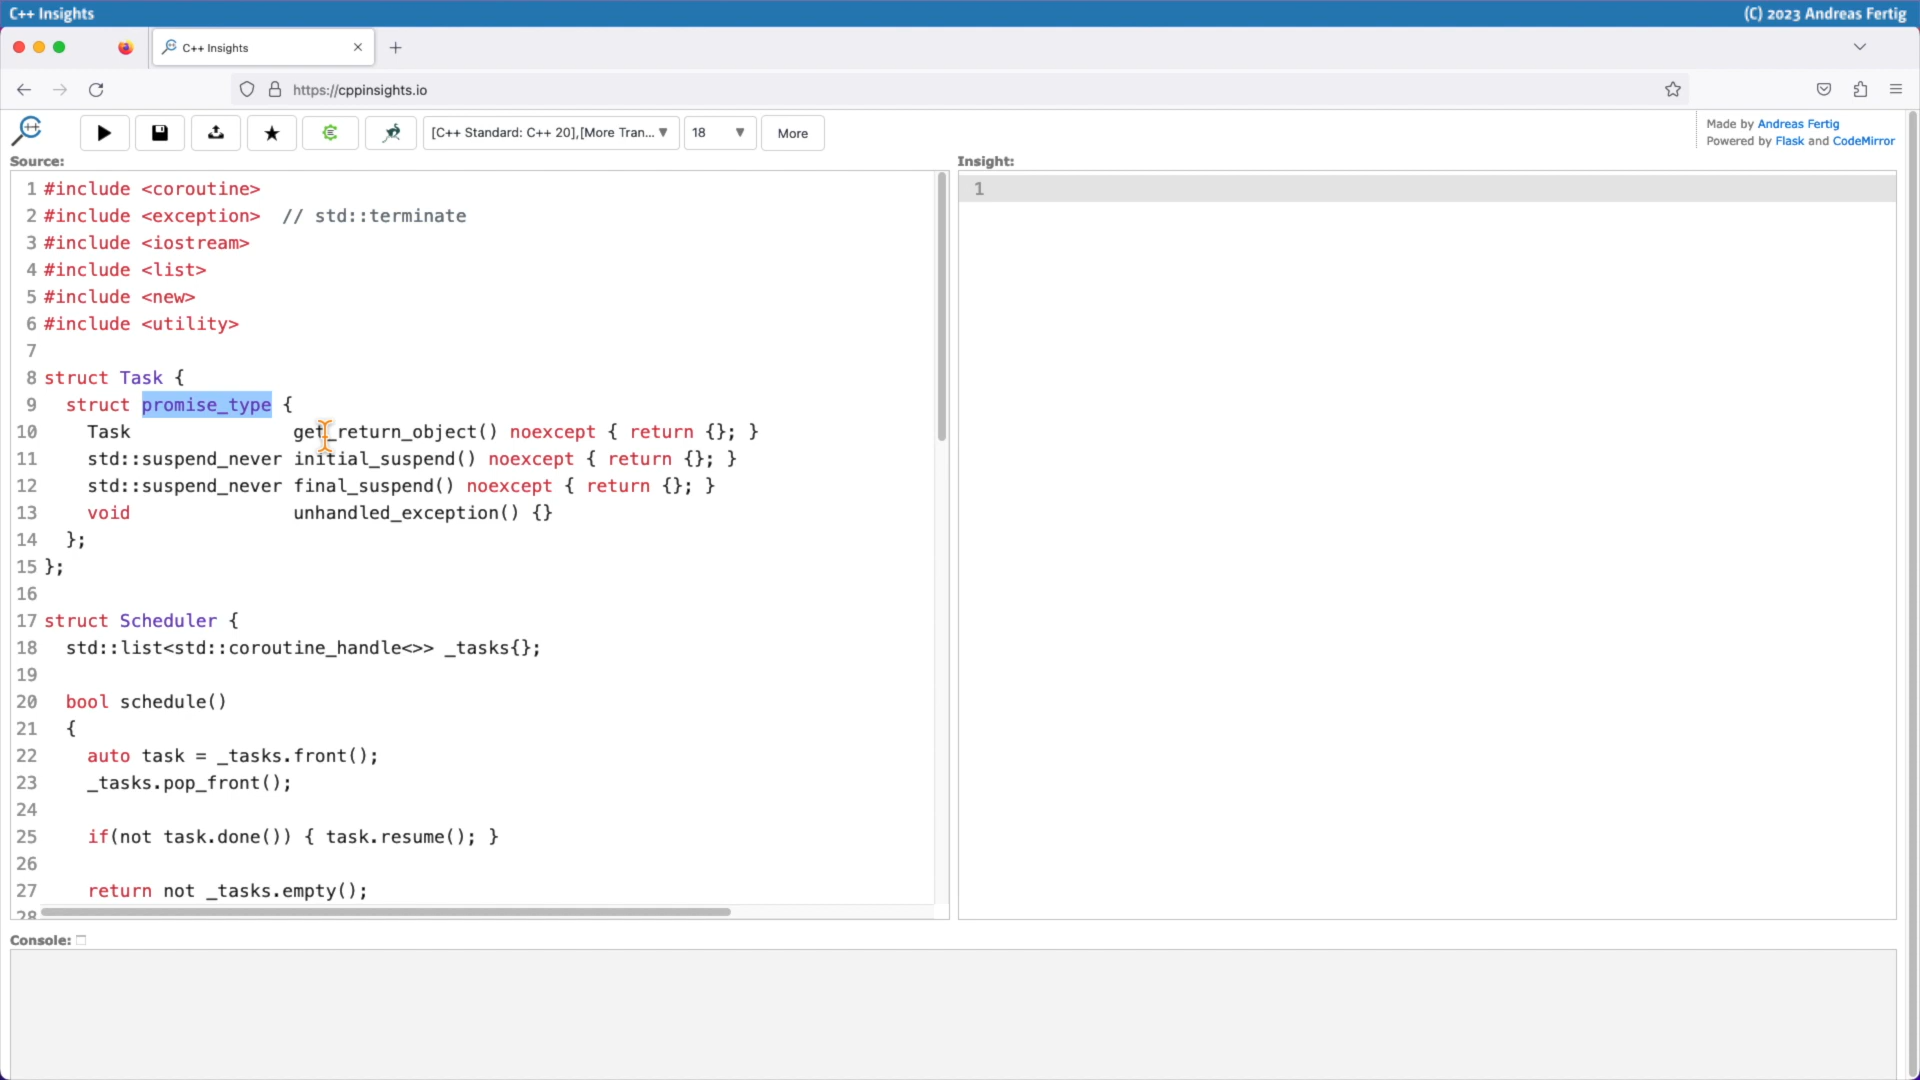 C++ Insights
(C) 2023 Andreas Fertig
C++ Insights
https://cppinsights.io
[C++ Standard: C++ 20],[More Tran...
18
More
Made by Andreas Fertig
Powered by Flask and CodeMirror
Source:
1 #include <coroutine>
2 #include <exception>  // std::terminate
3 #include <iostream>
4 #include <list>
5 #include <new>
6 #include <utility>
7
8 struct Task {
9   struct promise_type {
10     Task               get_return_object() noexcept { return {}; }
11     std::suspend_never initial_suspend() noexcept { return {}; }
12     std::suspend_never final_suspend() noexcept { return {}; }
13     void               unhandled_exception() {}
14   };
15 };
16
17 struct Scheduler {
18   std::list<std::coroutine_handle<>> _tasks{};
19
20   bool schedule()
21   {
22     auto task = _tasks.front();
23     _tasks.pop_front();
24
25     if(not task.done()) { task.resume(); }
26
27     return not _tasks.empty();
28
Insight:
1
Console: